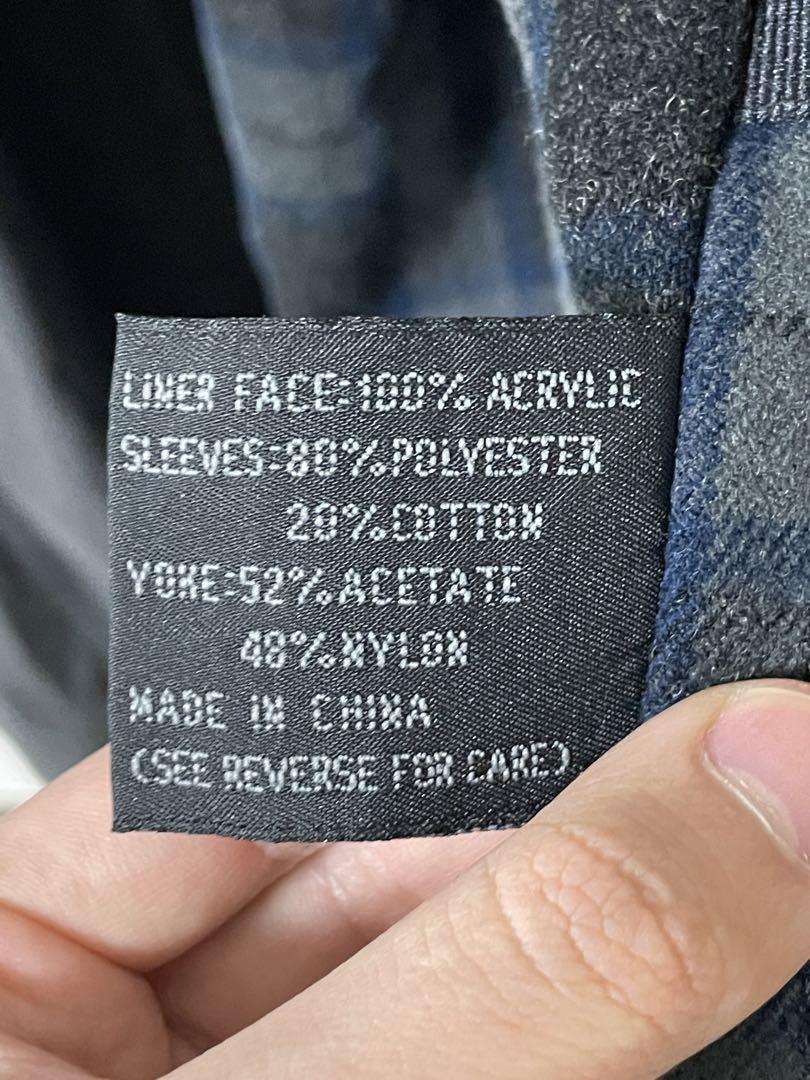 LINER FACE:100% ACRYLIC
SLEEVES:80%POLYESTER
20%COTTON
YOKE:52%ACETATE
48%NYLON
MADE IN CHINA
(SEE REVERSE FOR CARE)